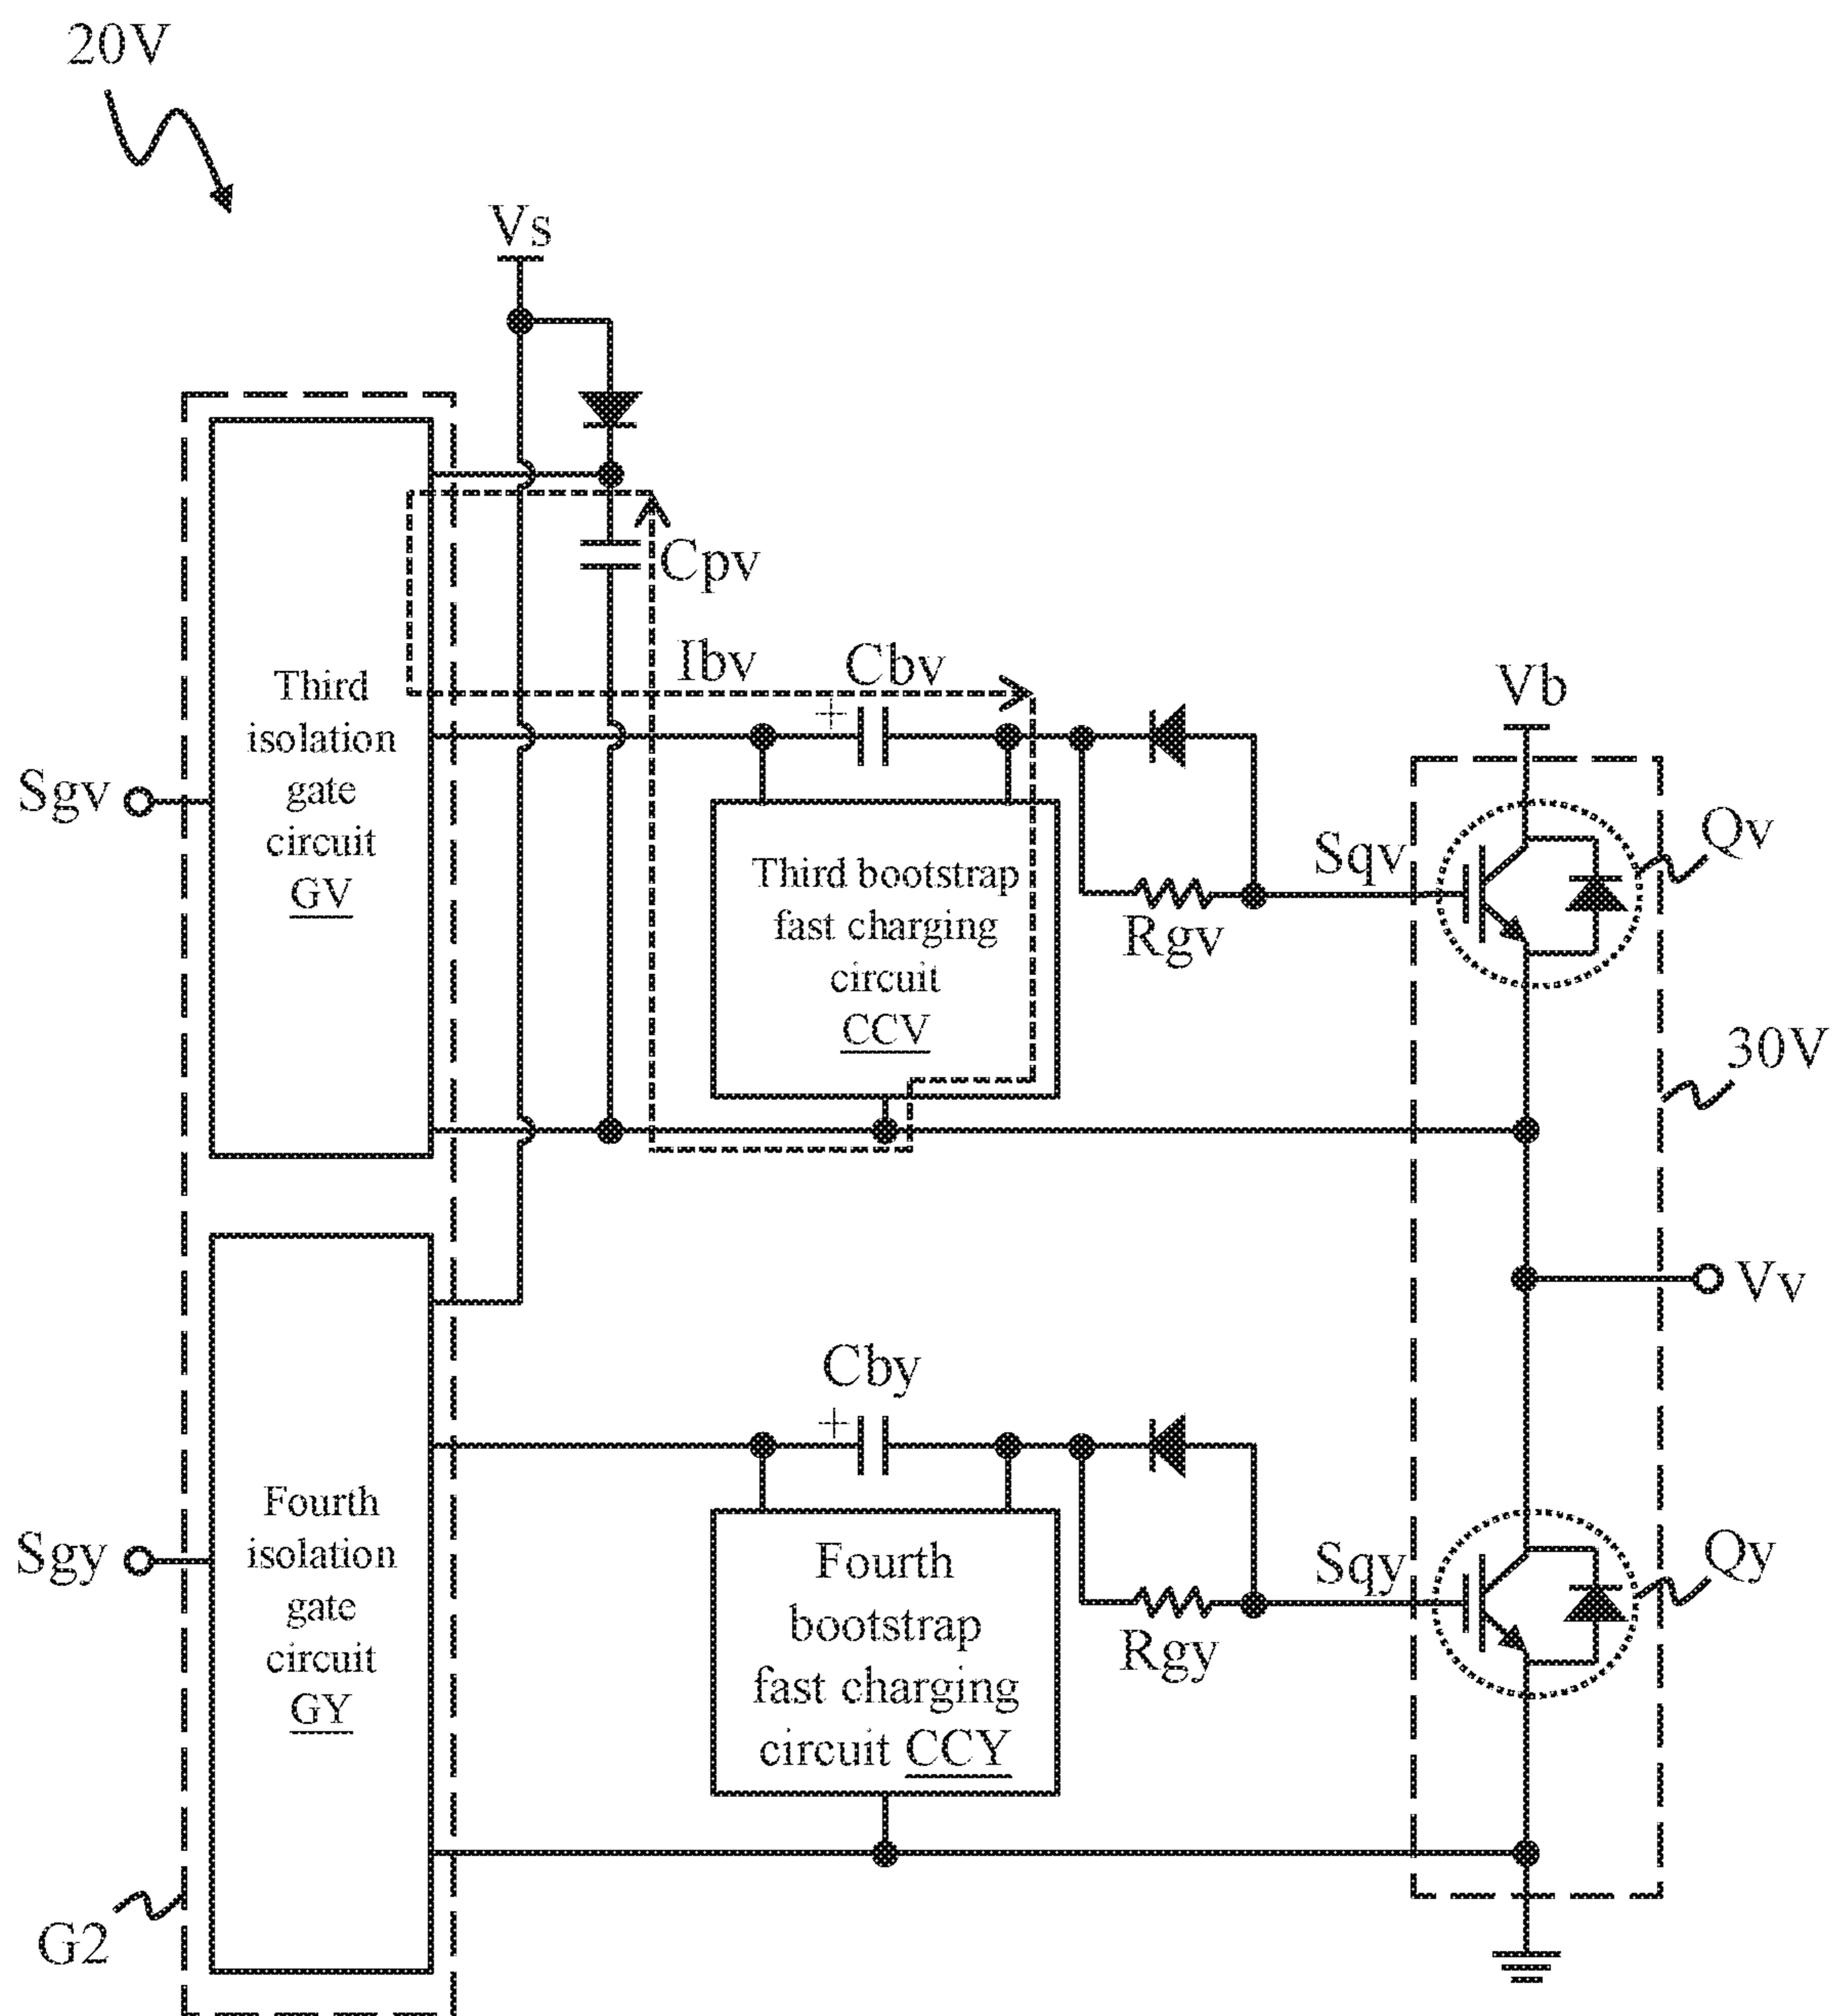 20V
Vs
Cpv
Ibv
Cbv
+
Vb
Third
isolation
gate
circuit
GV
Sgv
Third bootstrap
fast charging
circuit
CCV
Sqv
Qv
Rgv
30V
Vv
Cby
+
Fourth
isolation
gate
circuit
GY
Sgy
Fourth
bootstrap
fast charging
circuit CCY
Sqy
Qy
Rgy
G2